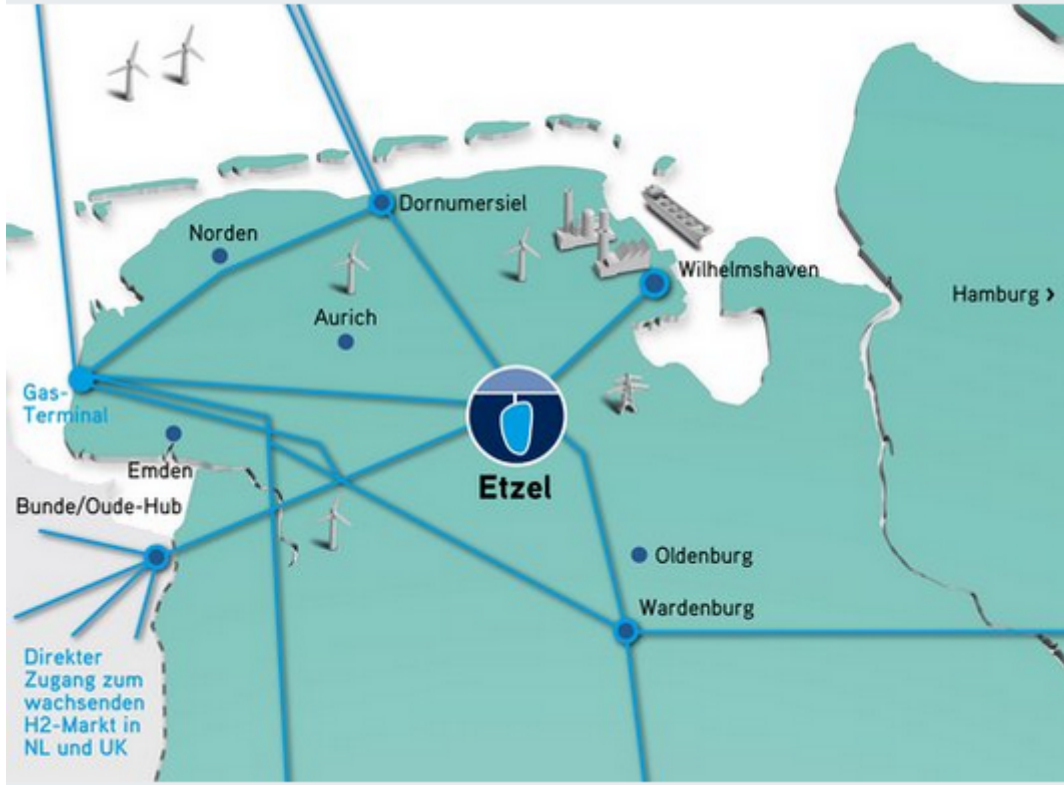 Dornumersiel
Norden
Wilhelmshaven
Hamburg >
Aurich
Gas-
Terminal
Emden
Etzel
Bunde/Oude-Hub
Oldenburg
Wardenburg
Direkter
Zugang zum
wachsenden
H2-Markt in
NL und UK